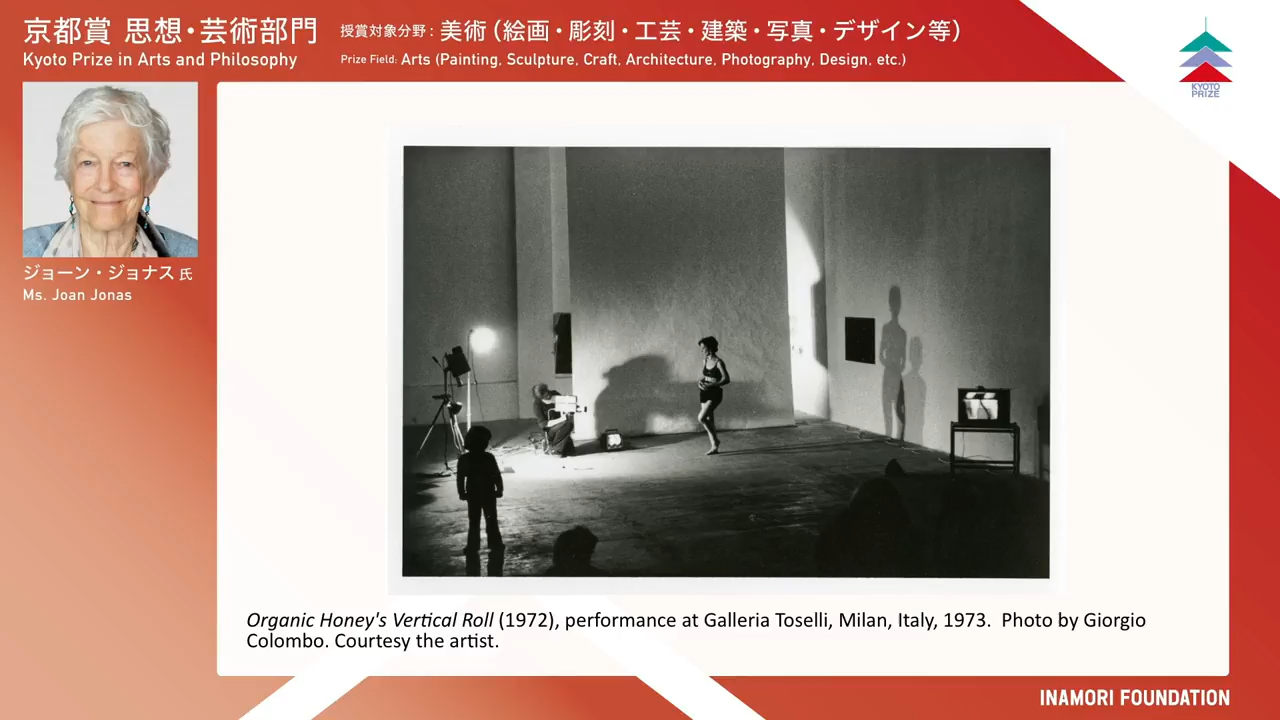 京都賞 思想・芸術部門
授賞対象分野 : 美術 (絵画・彫刻・工芸・建築・写真・デザイン等)
Kyoto Prize in Arts and Philosophy
Prize Field: Arts (Painting, Sculpture, Craft, Architecture, Photography, Design, etc.)
KYOTO
PRIZE
ジョーン・ジョナス 氏
Ms. Joan Jonas
Organic Honey's Vertical Roll (1972), performance at Galleria Toselli, Milan, Italy, 1973. Photo by Giorgio
Colombo. Courtesy the artist.
INAMORI FOUNDATION